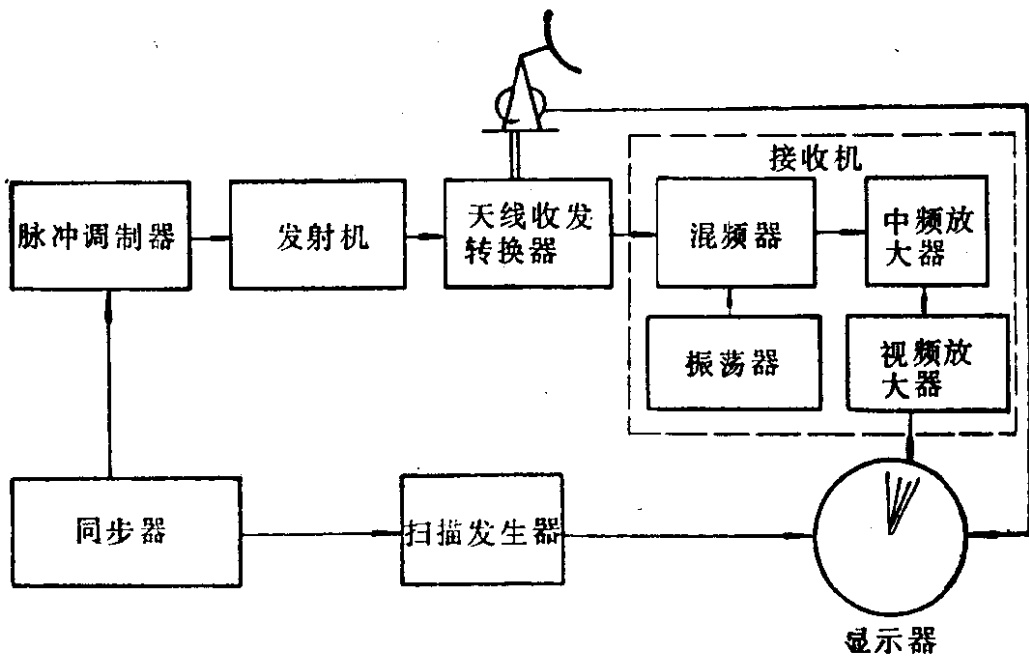 接收机
脉冲调制器
发射机
天线收发
转换器
混频器
中频放
大器
振荡器
视频放
大器
同步器
扫描发生器
显示器